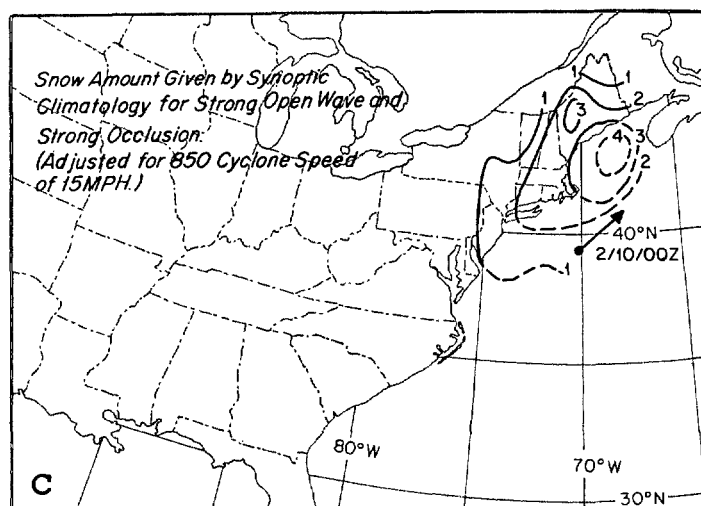 Snow Amount Given by Synoptic
Climatology for Strong Open Wave and
Strong Occlusion.
(Adjusted for 850 Cyclone Speed
of 15MPH.)
1
1
1
2
3
4
3
2
40°N
2/10/00Z
1
80°W
70°W
30°N
C